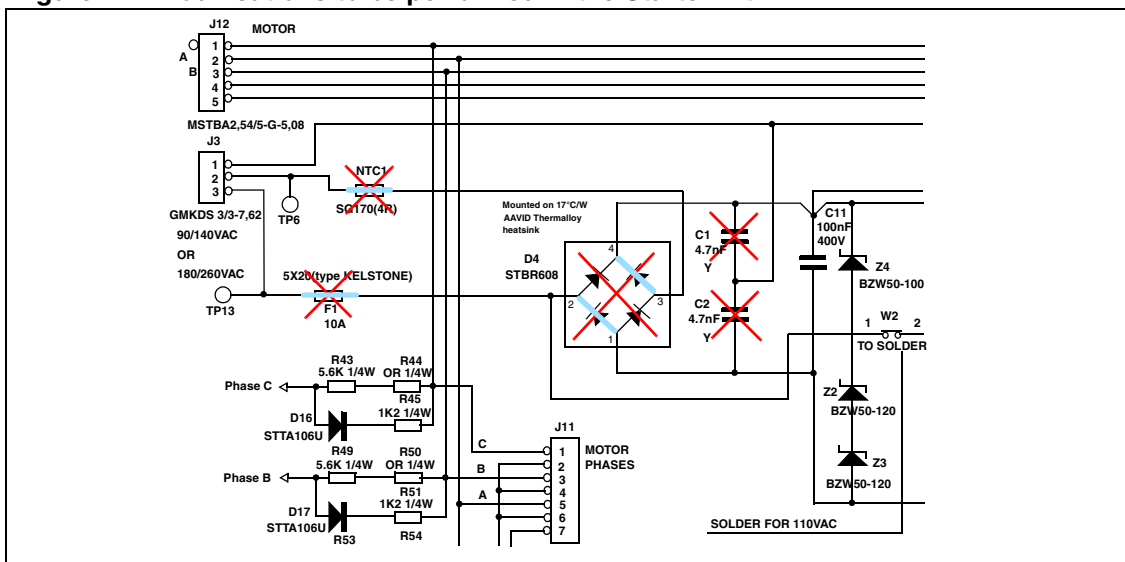 J12
MOTOR
A
B
1
2
3
4
5
MSTBA2,54/5-G-5,08
J3
1
2
3
GMKDS 3/3-7,62
90/140VAC
OR
180/260VAC
TP6
NTC1
SG170(4R)
TP13
5X20(type KELSTONE)
F1
10A
Mounted on 17°C/W
AAVID Thermalloy
heatsink
D4
STBR608
4
2
3
1
C1
4.7nF
Y
C2
4.7nF
Y
C11
100nF
400V
Z4
BZW50-100
W2
1
2
TO SOLDER
Z2
BZW50-120
Z3
BZW50-120
SOLDER FOR 110VAC
Phase C
R43
5.6K 1/4W
R44
OR 1/4W
R45
1K2 1/4W
D16
STTA106U
R49
5.6K 1/4W
R50
OR 1/4W
Phase B
R51
1K2 1/4W
D17
STTA106U
R53
R54
C
B
A
J11
MOTOR
PHASES
1
2
3
4
5
6
7